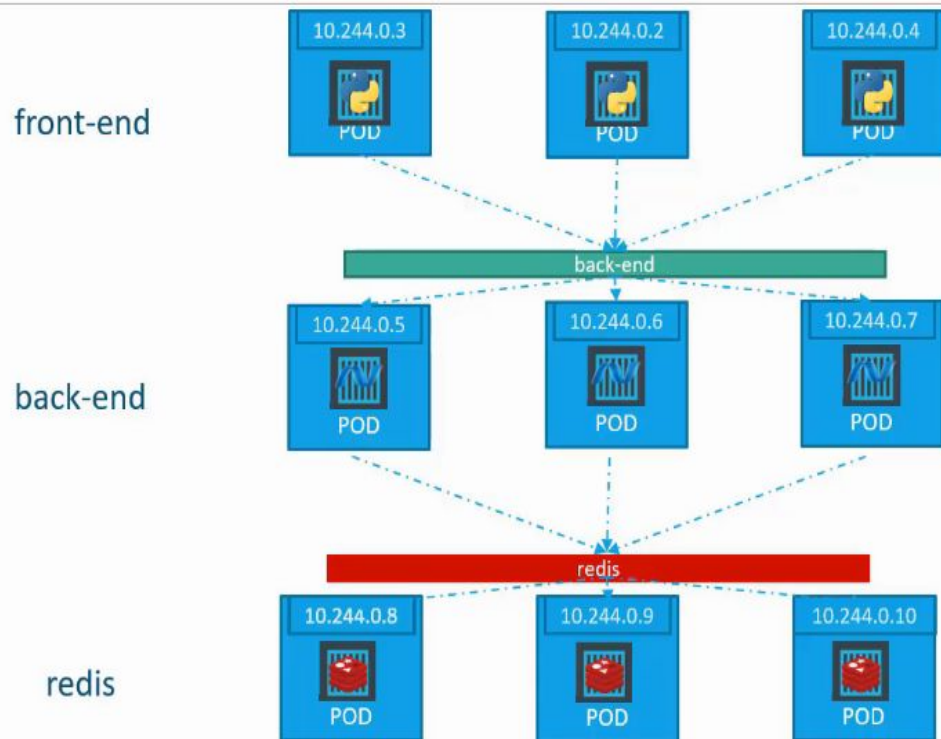 10.244.0.3
10.244.0.2
10.244.0.4
front-end
POD
POD
POD
back-end
10.244.0.5
10.244.0.6
10.244.0.7
back-end
POD
POD
POD
redis
10.244.0.8
10.244.0.9
10.244.0.10
redis
POD
POD
POD